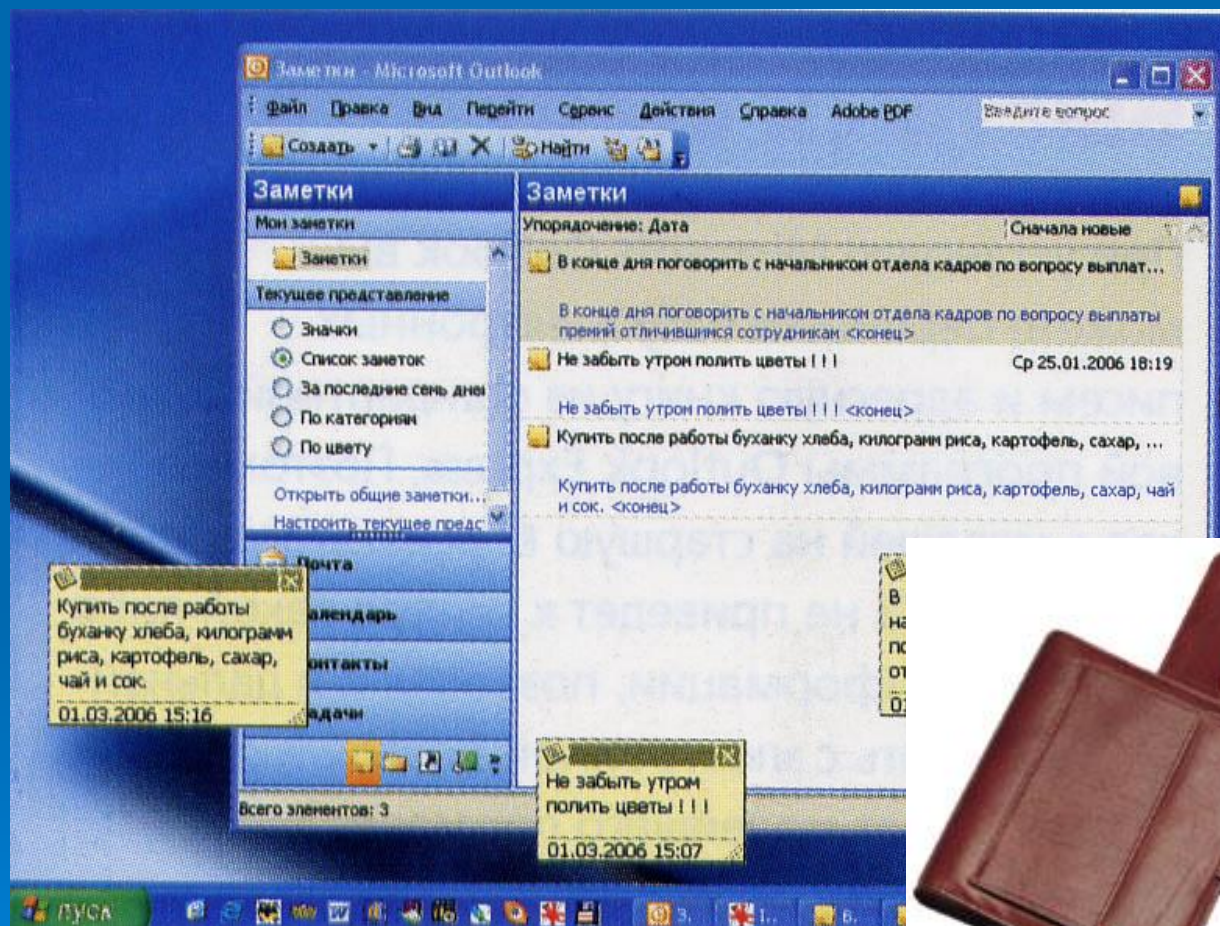 Заметки - Microsoft Outlook
Файл Правка Вид Перейти Сервис Действия Справка Adobe PDF Введите вопрос
Создать Найти
Заметки
Мои заметки
Заметки
Текущее представление
Значки
Список заметок
За последние семь дней
По категориям
По цвету
Открыть общие заметки...
Настроить текущее предс
Почта
алендарь
онтакты
адачи
Всего элементов: 3
Заметки
Упорядочение: Дата Сначала новые
В конце дня поговорить с начальником отдела кадров по вопросу выплат...
В конце дня поговорить с начальником отдела кадров по вопросу выплаты
премий отличившимся сотрудникам <конец>
Не забыть утром полить цветы ! ! ! Ср 25.01.2006 18:19
Не забыть утром полить цветы ! ! ! <конец>
Купить после работы буханку хлеба, килограмм риса, картофель, сахар, ...
Купить после работы буханку хлеба, килограмм риса, картофель, сахар, чай
и сок. <конец>
Купить после работы
буханку хлеба, килограмм
риса, картофель, сахар,
чай и сок.
01.03.2006 15:16
Не забыть утром
полить цветы ! ! !
01.03.2006 15:07
В
на
по
от
01
пуск
З.
І..
В.